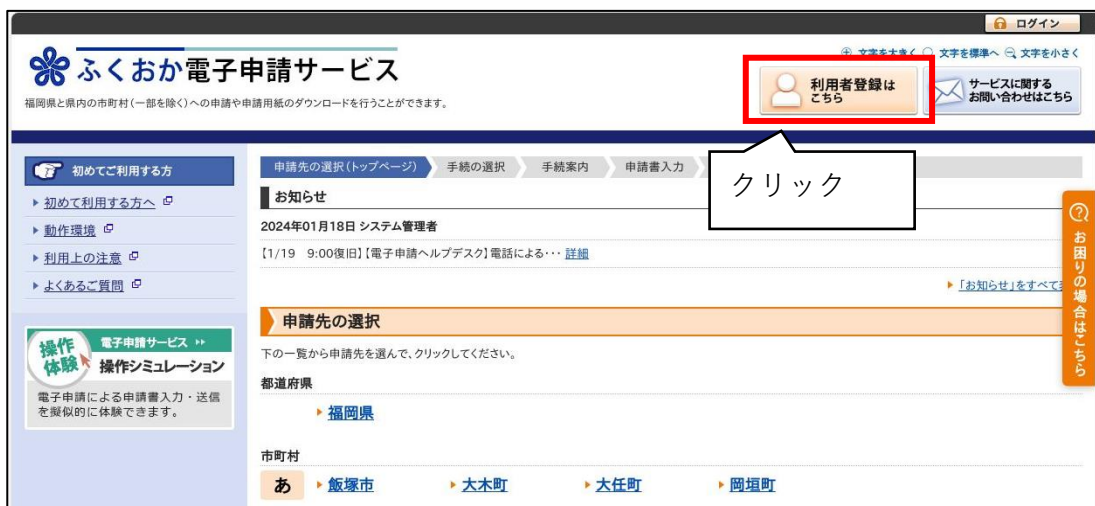 ログイン
文字を大きく 文字を標準へ 文字を小さく
ふくおか電子申請サービス
福岡県と県内の市町村(一部を除く)への申請や申請用紙のダウンロードを行うことができます。
利用者登録は
こちら
サービスに関する
お問い合わせはこちら
初めてご利用する方
初めて利用する方へ
動作環境
利用上の注意
よくあるご質問
操作
体験
電子申請サービス
操作シミュレーション
電子申請による申請書入力・送信
を擬似的に体験できます。
申請先の選択(トップページ) 手続の選択 手続案内 申請書入力
クリック
お知らせ
2024年01月18日 システム管理者
【1/19 9:00復旧】【電子申請ヘルプデスク】電話による・・・ 詳細
「お知らせ」をすべて
申請先の選択
下の一覧から申請先を選んで、クリックしてください。
都道府県
福岡県
市町村
あ 飯塚市 大木町 大任町 岡垣町
お困りの場合はこちら